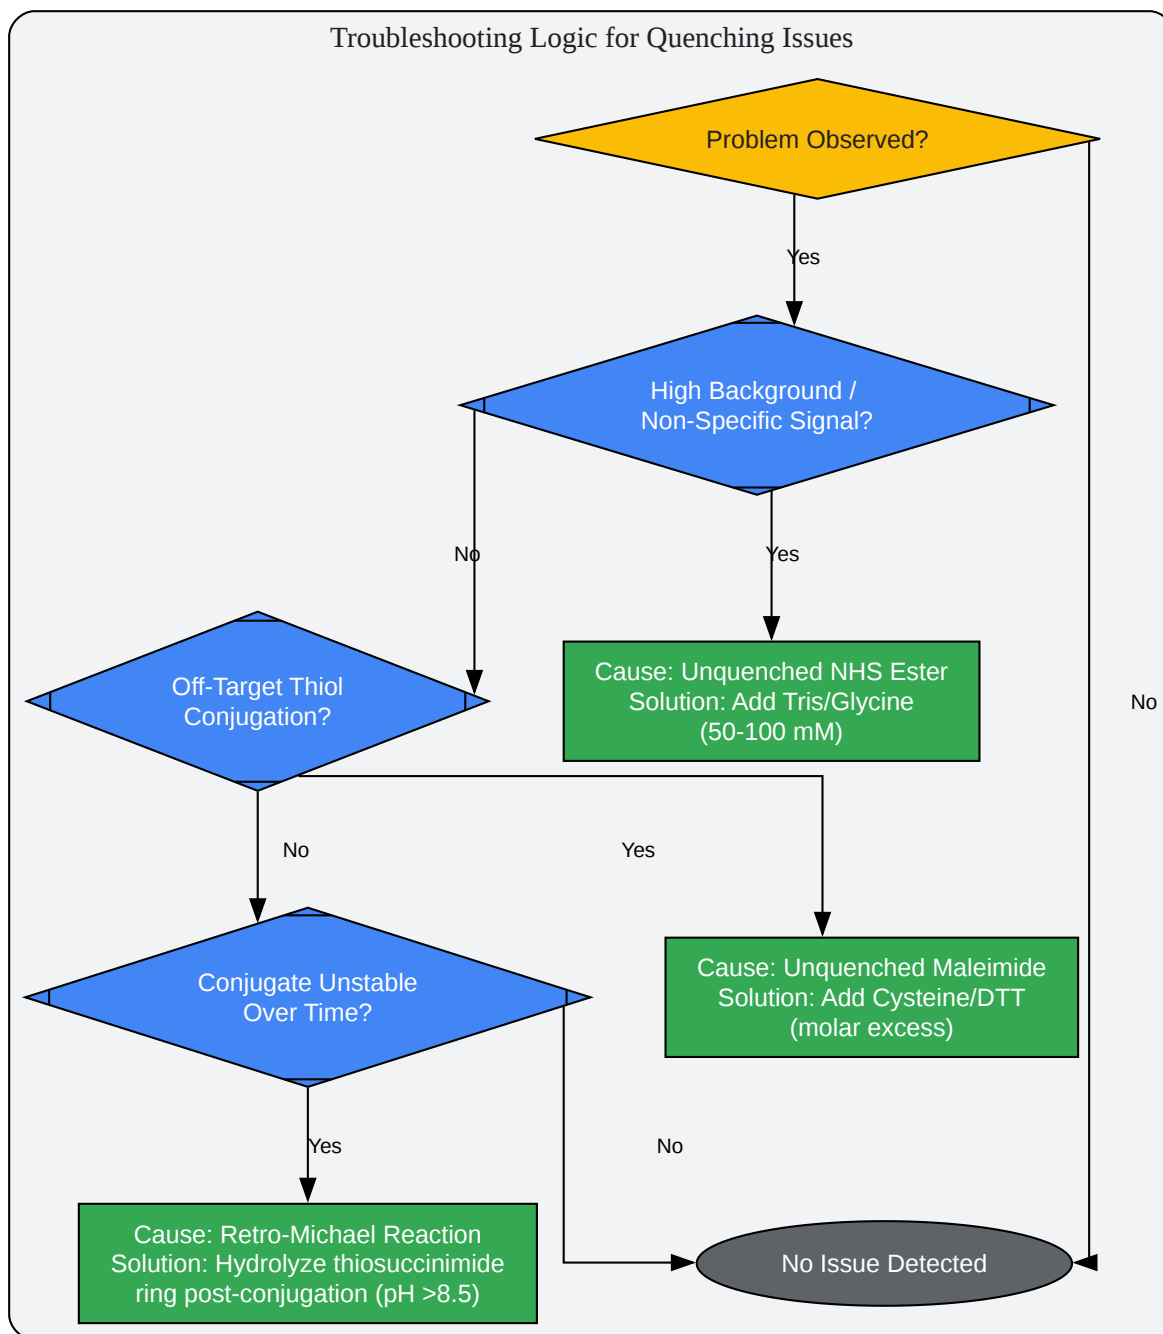 Troubleshooting Logic for Quenching Issues
Problem Observed?
Yes
High Background /
Non-Specific Signal?
No
Yes
Off-Target Thiol
Conjugation?
Cause: Unquenched NHS Ester
Solution: Add Tris/Glycine
(50-100 mM)
No
No
Yes
Conjugate Unstable
Over Time?
Cause: Unquenched Maleimide
Solution: Add Cysteine/DTT
(molar excess)
Yes
No
Cause: Retro-Michael Reaction
Solution: Hydrolyze thiosuccinimide
ring post-conjugation (pH >8.5)
No Issue Detected